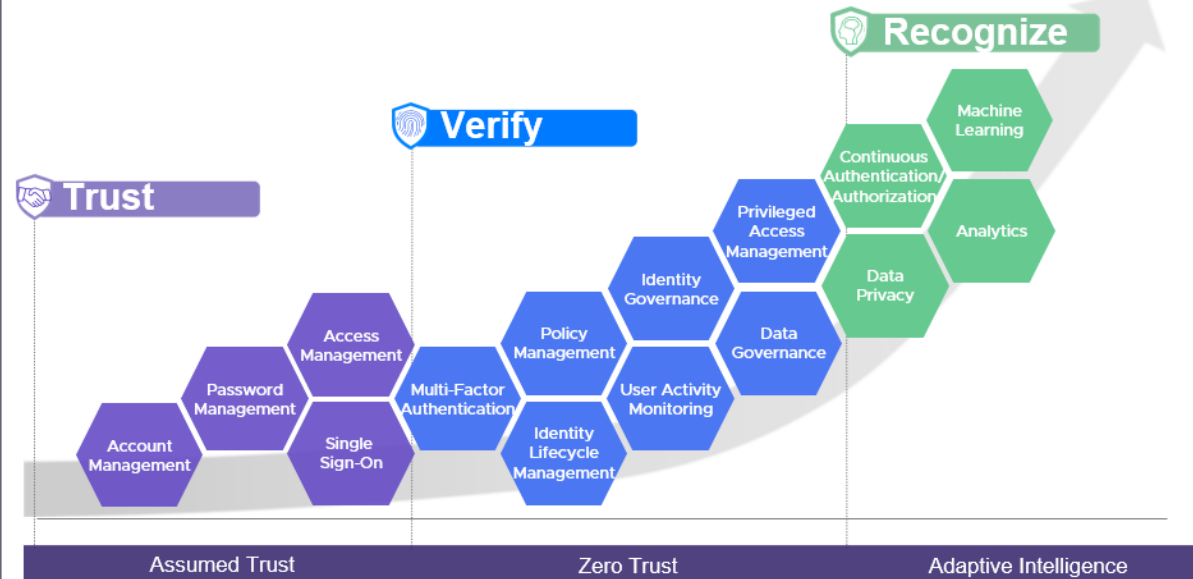 Recognize
Verify
Trust
Machine
Learning
Continuous
Authentication/
Authorization
Privileged
Access
Management
Analytics
Identity
Governance
Data
Privacy
Access
Management
Policy
Management
Data
Governance
Password
Management
Multi-Factor
Authentication
User Activity
Monitoring
Account
Management
Single
Sign-On
Identity
Lifecycle
Management
Assumed Trust
Zero Trust
Adaptive Intelligence